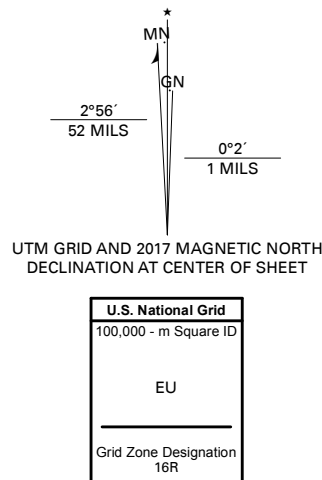 MN
GN
2°56´
52 MILS
0°2´
1 MILS
UTM GRID AND 2017 MAGNETIC NORTH
DECLINATION AT CENTER OF SHEET
U.S. National Grid
100,000 - m Square ID
EU
Grid Zone Designation
16R